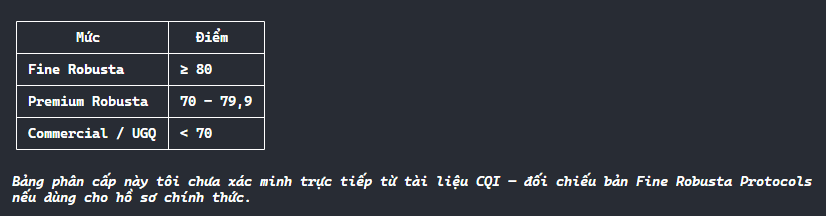 Mức Điểm
Fine Robusta ≥ 80
Premium Robusta 70 – 79,9
Commercial / UGQ < 70
Bảng phân cấp này tôi chưa xác minh trực tiếp từ tài liệu CQI — đối chiếu bản Fine Robusta Protocols
nếu dùng cho hồ sơ chính thức.